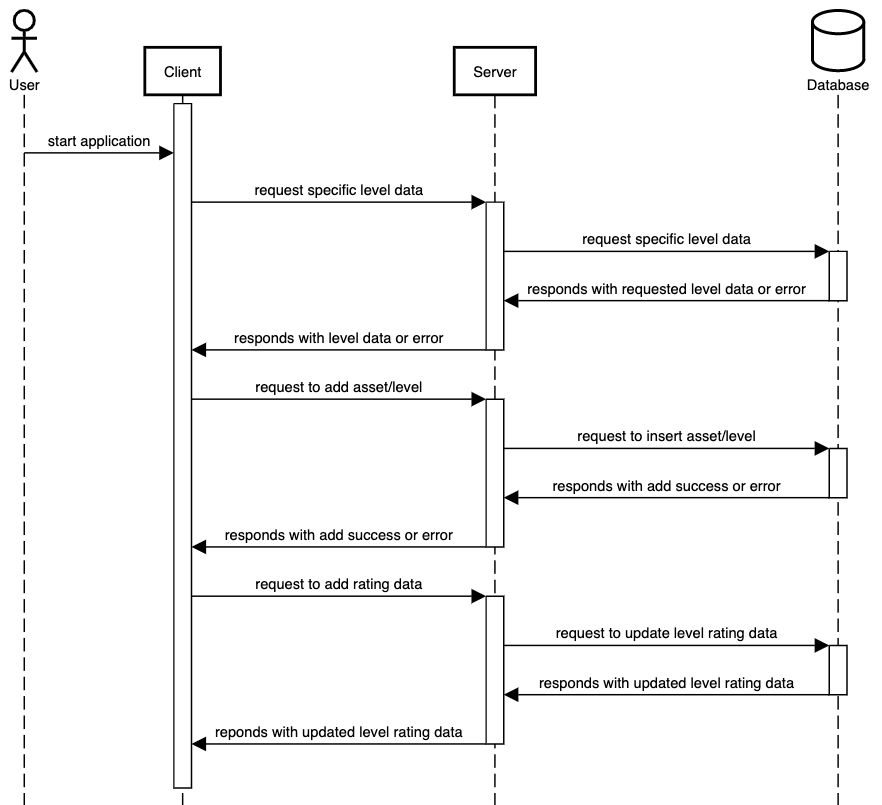 User
Client
Server
Database
start application
request specific level data
request specific level data
responds with requested level data or error
responds with level data or error
request to add asset/level
request to insert asset/level
responds with add success or error
responds with add success or error
request to add rating data
request to update level rating data
responds with updated level rating data
reponds with updated level rating data